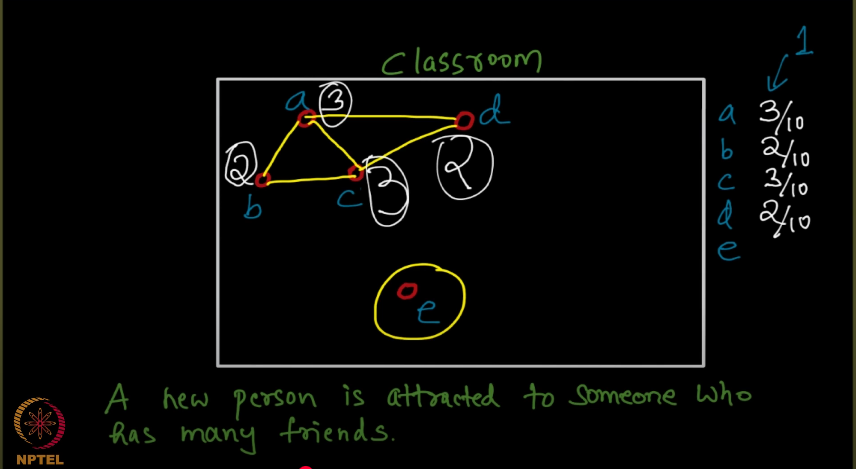 1
Classroom
a 3 d
a 3/10
b 2/10
2 c 3 2
b
c 3/10
d 2/10
e
e
A new person is attracted to someone who
has many friends.
NPTEL